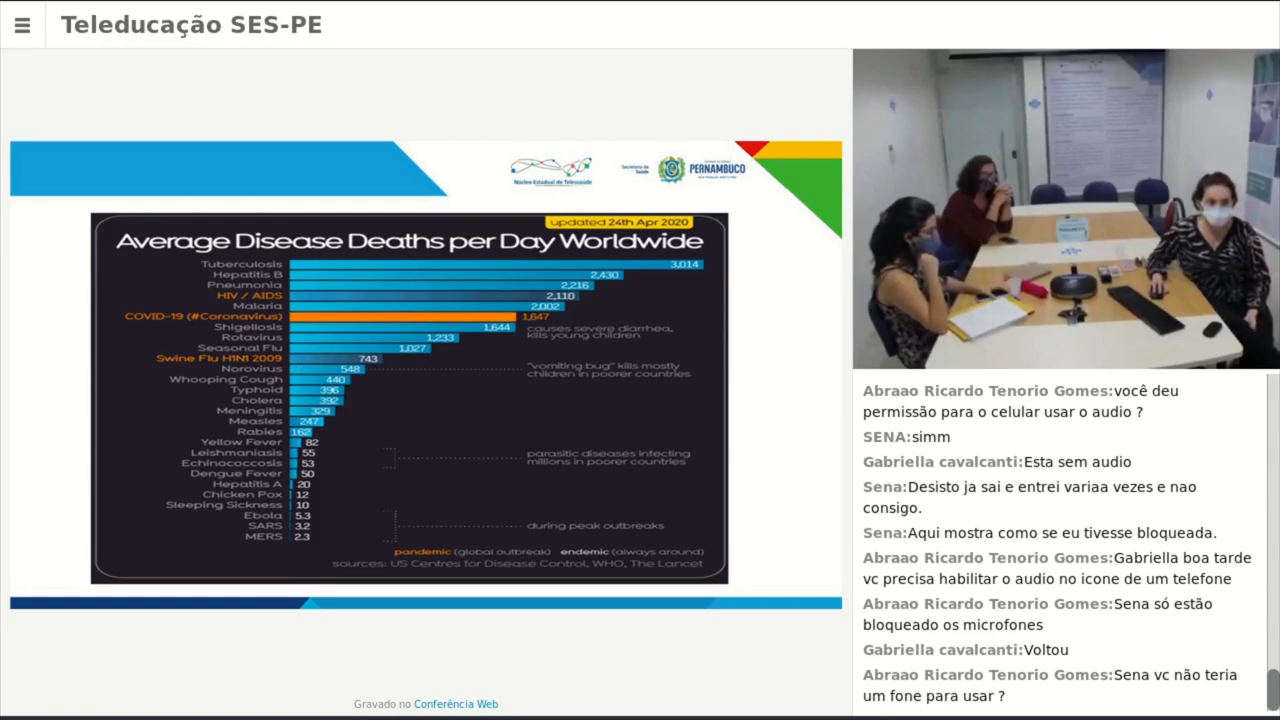 Teleducação SES-PE
Núcleo Estadual de Telessaúde
Secretaria de
Saúde
PERNAMBUCO
updated 24th Apr 2020
Average Disease Deaths per Day Worldwide
Tuberculosis 3,014
Hepatitis B 2,430
Pneumonia 2,216
HIV / AIDS 2,110
Malaria 2,002
COVID-19 (#Coronavirus) 1,647
Shigellosis 1,644 causes severe diarrhea,
kills young children
Rotavirus 1,233
Seasonal Flu 1,027
Swine Flu H1N1 2009 743
Norovirus 548 "vomiting bug" kills mostly
children in poorer countries
Whooping Cough 440
Typhoid 396
Cholera 392
Meningitis 329
Measles 247
Rabies 162
Yellow Fever 82
Leishmaniasis 55
parasitic diseases infecting
millions in poorer countries
Echinococcosis 53
Dengue Fever 50
Hepatitis A 20
Chicken Pox 12
Sleeping Sickness 10
Ebola 5.3
SARS 3.2 during peak outbreaks
MERS 2.3
pandemic (global outbreak) endemic (always around)
sources: US Centres for Disease Control, WHO, The Lancet
Gravado no Conferência Web
Abraao Ricardo Tenorio Gomes:você deu
permissão para o celular usar o audio ?
SENA:simm
Gabriella cavalcanti:Esta sem audio
Sena:Desisto ja sai e entrei variaa vezes e nao
consigo.
Sena:Aqui mostra como se eu tivesse bloqueada.
Abraao Ricardo Tenorio Gomes:Gabriella boa tarde
vc precisa habilitar o audio no icone de um telefone
Abraao Ricardo Tenorio Gomes:Sena só estão
bloqueado os microfones
Gabriella cavalcanti:Voltou
Abraao Ricardo Tenorio Gomes:Sena vc não teria
um fone para usar ?